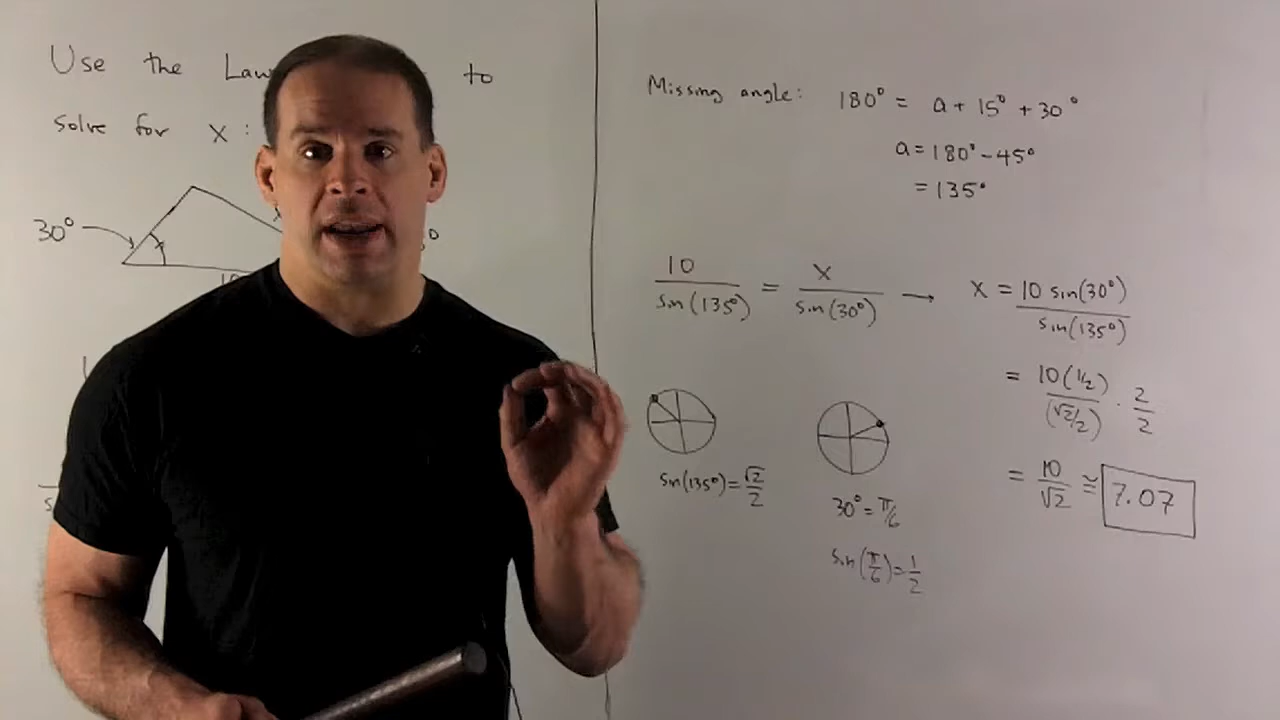 Use the Law to
solve for x :
30°
10
Missing angle: 180° = a + 15° + 30°
a = 180° - 45°
= 135°
10/sin(135°) = x/sin(30°) → x = 10 sin(30°)/sin(135°)
= 10(1/2)/(√2/2) · 2/2
= 10/√2 ≅ 7.07
sin(135°) = √2/2
30° = π/6
sin(π/6) = 1/2